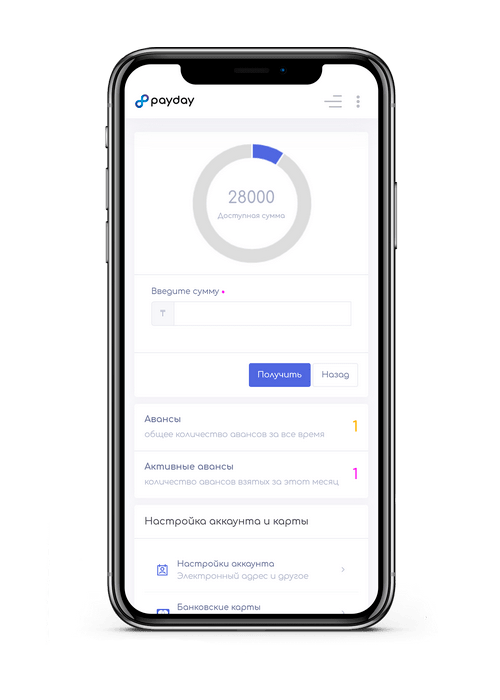 payday
28000
Доступная сумма
Введите сумму •
₸
Получить
Назад
Авансы
1
общее количество авансов за все время
Активные авансы
1
количество авансов взятых за этот месяц
Настройка аккаунта и карты
Настройки аккаунта
Электронный адрес и другое
Банковские карты